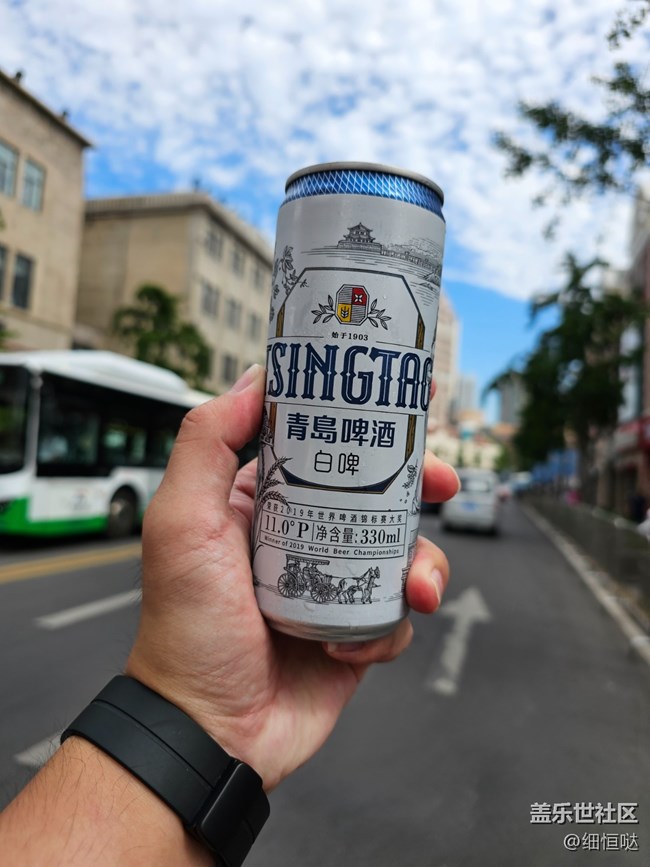 始于1903
TSINGTAO
青島啤酒
白啤
荣获2019年世界啤酒锦标赛大奖
11.0°P 净含量:330ml
Winner of 2019 World Beer Championships
盖乐世社区
@细恒哒